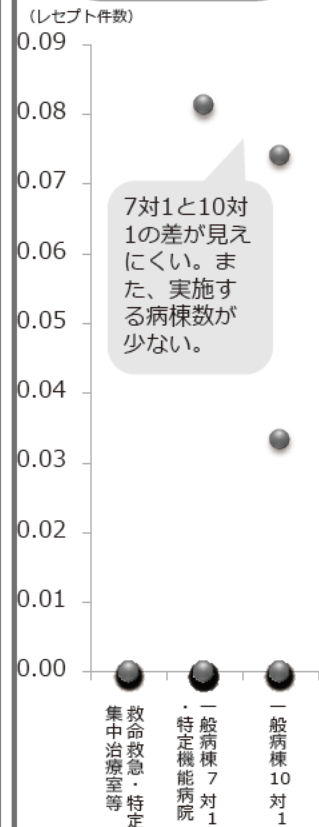 （レセプト件数）
0.09
0.08
0.07
0.06
0.05
0.04
0.03
0.02
0.01
0.00
7対1と10対
1の差が見え
にくい。ま
た、実施す
る病棟数が
少ない。
救命救急・特定
集中治療室等
一般病棟7対1
・特定機能病院
一般病棟10対1